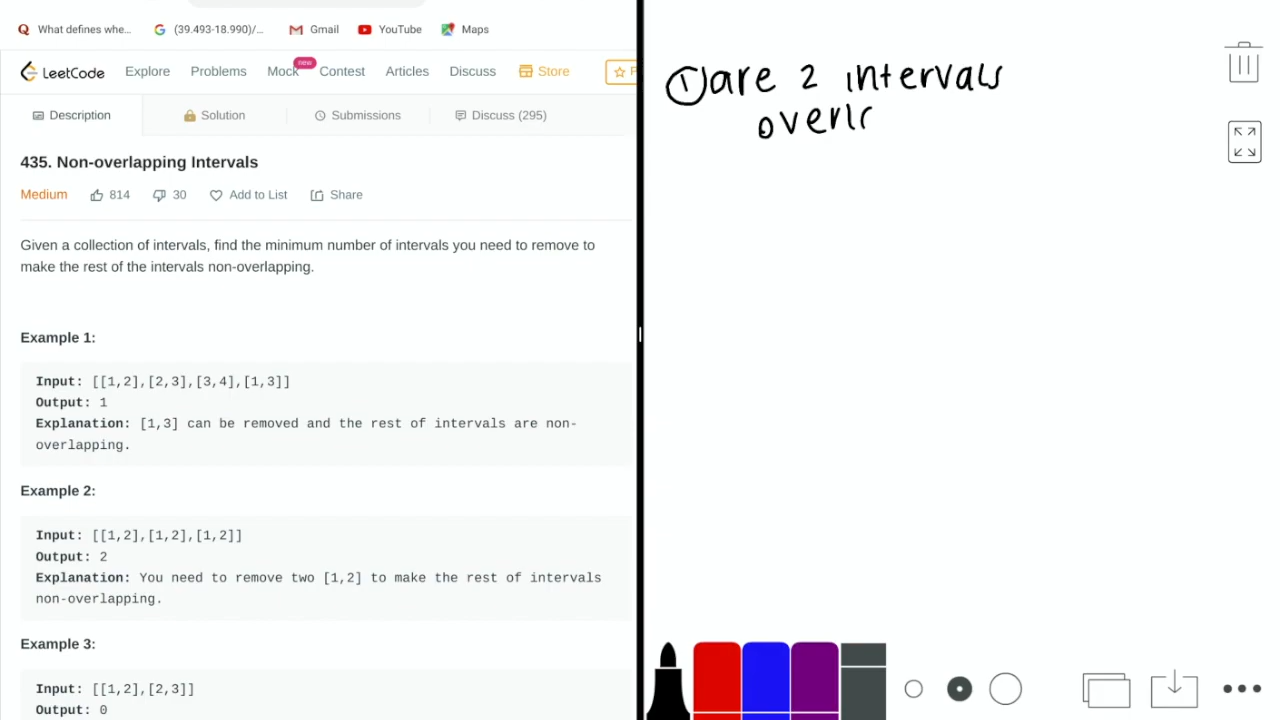 What defines whe...
(39.493-18.990)/...
Gmail
YouTube
Maps
LeetCode
Explore
Problems
Mock
new
Contest
Articles
Discuss
Store
Description
Solution
Submissions
Discuss (295)
435. Non-overlapping Intervals
Medium
814
30
Add to List
Share
Given a collection of intervals, find the minimum number of intervals you need to remove to
make the rest of the intervals non-overlapping.
Example 1:
Input: [[1,2],[2,3],[3,4],[1,3]]
Output: 1
Explanation: [1,3] can be removed and the rest of intervals are non-
overlapping.
Example 2:
Input: [[1,2],[1,2],[1,2]]
Output: 2
Explanation: You need to remove two [1,2] to make the rest of intervals
non-overlapping.
Example 3:
Input: [[1,2],[2,3]]
Output: 0
① are 2 intervals